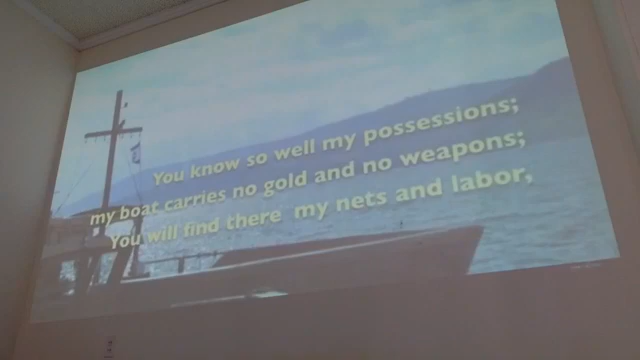 You know so well my possessions;
my boat carries no gold and no weapons;
You will find there my nets and labor,